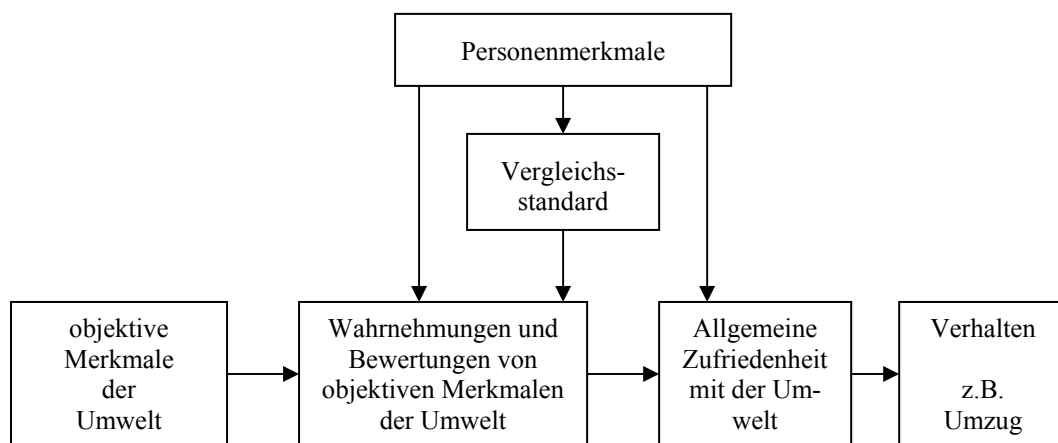 Personenmerkmale
Vergleichs-
standard
objektive
Merkmale
der
Umwelt
Wahrnehmungen und
Bewertungen von
objektiven Merkmalen
der Umwelt
Allgemeine
Zufriedenheit
mit der Um-
welt
Verhalten
z.B.
Umzug